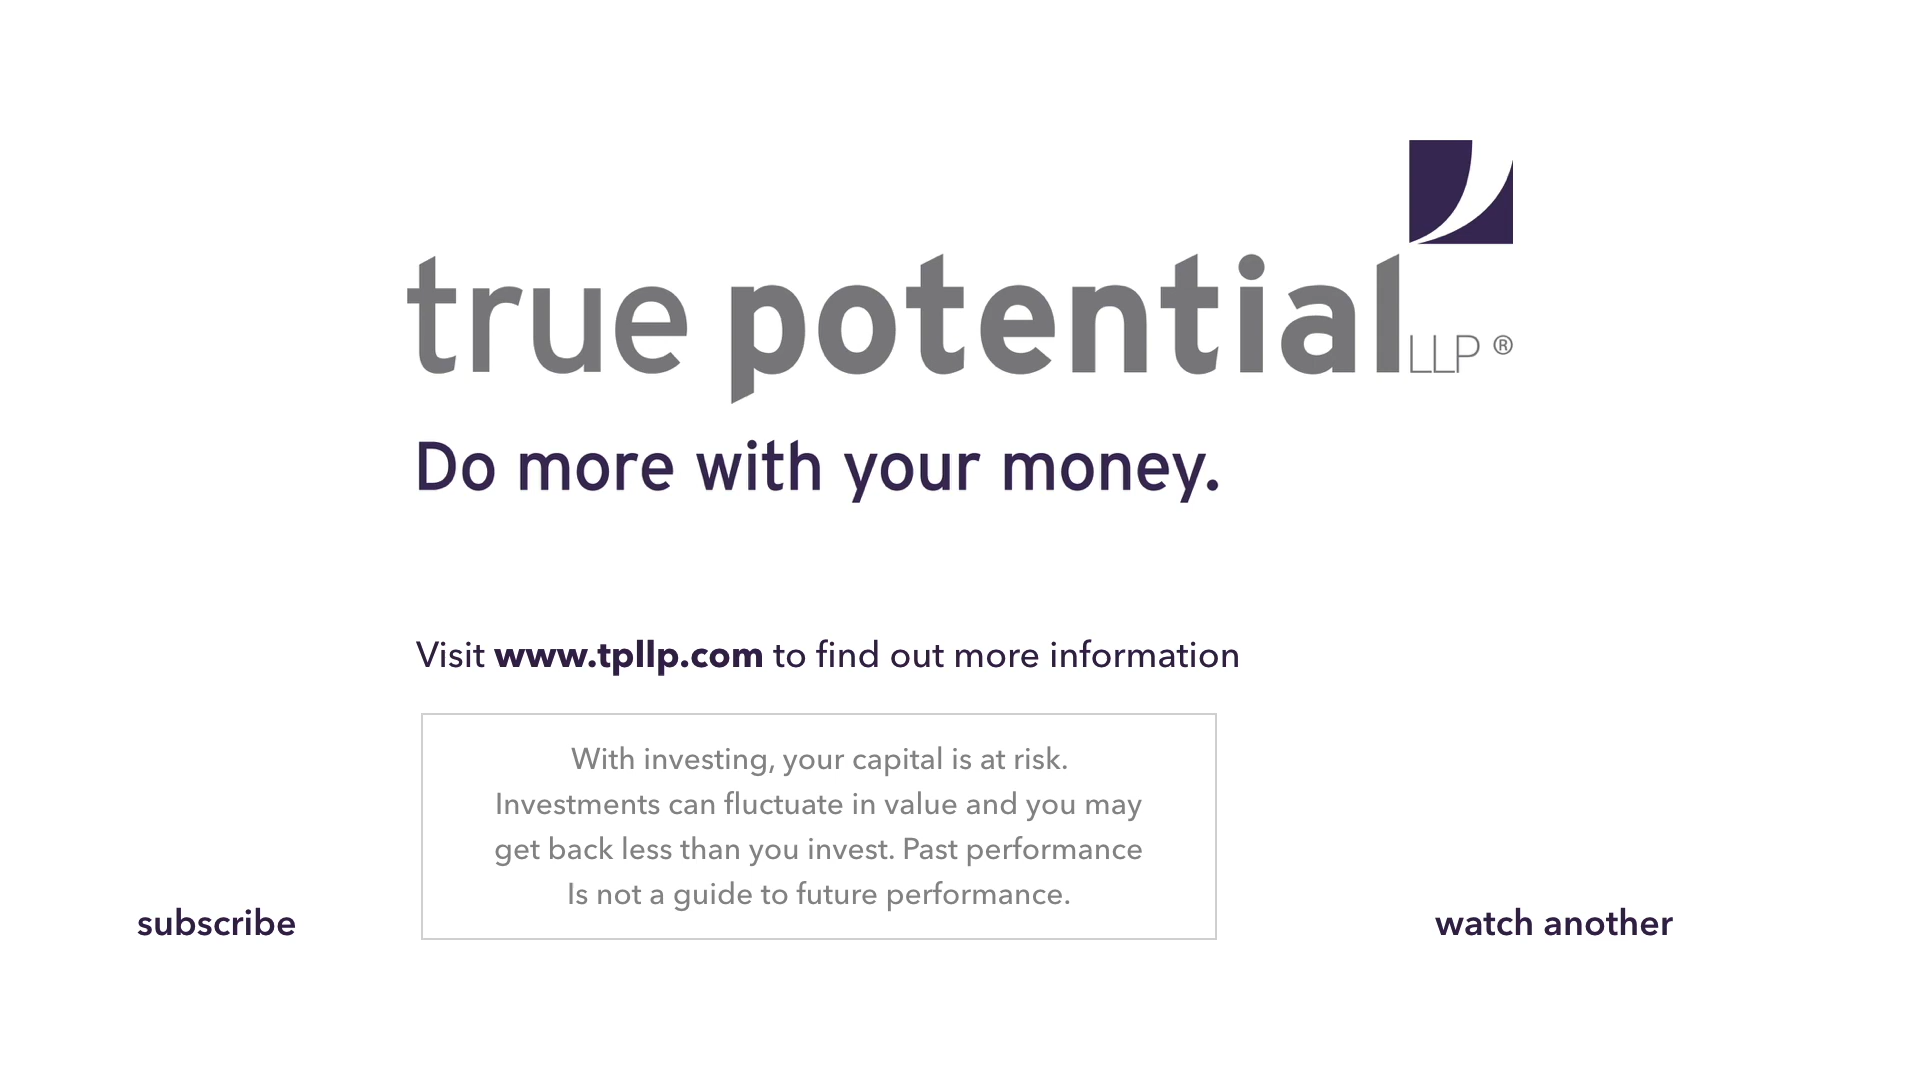 true potential LLP ®
Do more with your money.
Visit www.tpllp.com to find out more information
With investing, your capital is at risk.
Investments can fluctuate in value and you may
get back less than you invest. Past performance
Is not a guide to future performance.
subscribe
watch another